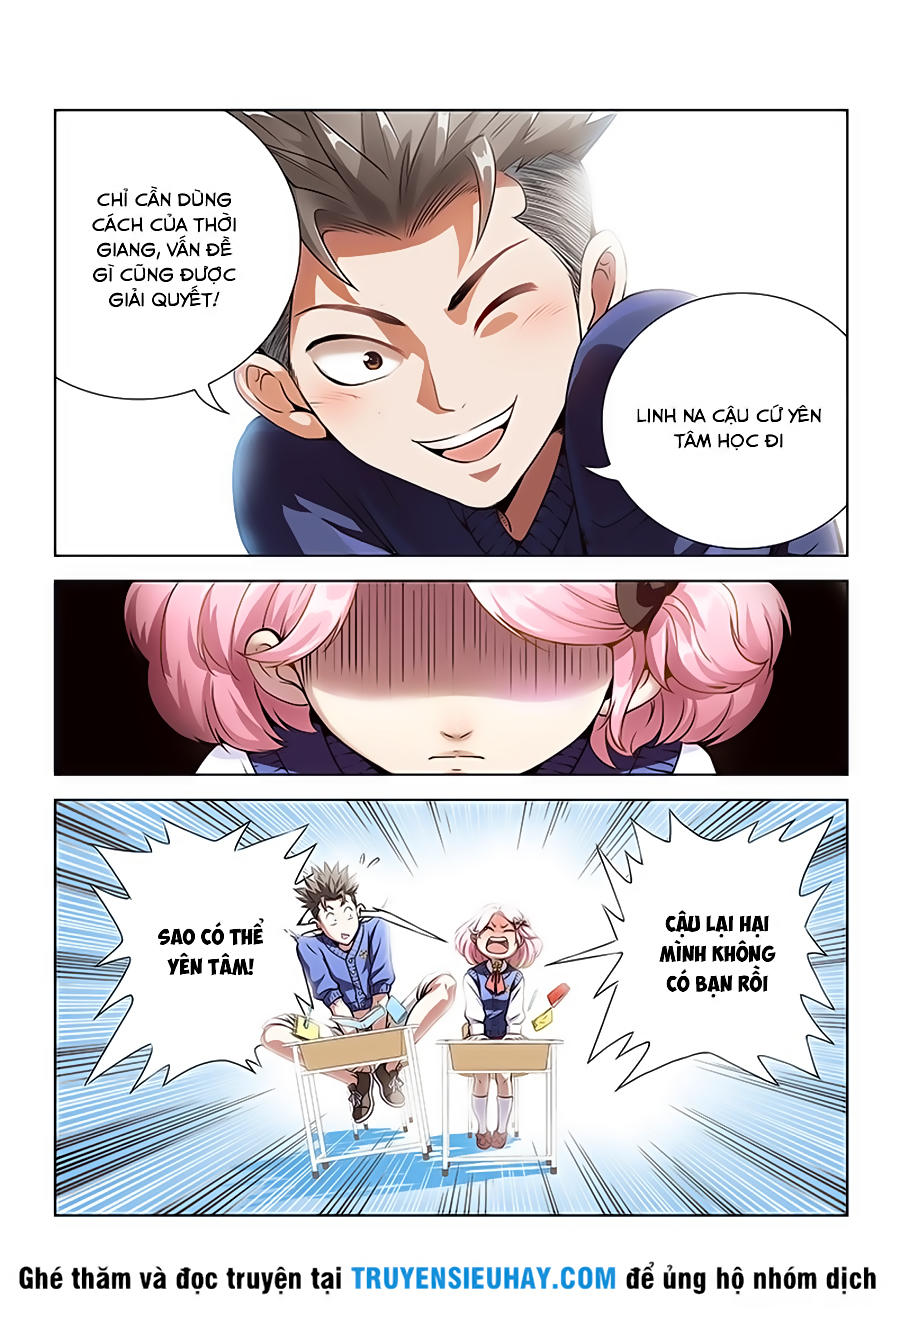 CHỈ CẦN DÙNG
CÁCH CỦA THỜI
GIANG, VẤN ĐỀ
GÌ CŨNG ĐƯỢC
GIẢI QUYẾT!
LINH NA CẬU CỨ YÊN
TÂM HỌC ĐI
SAO CÓ THỂ
YÊN TÂM!
CẬU LẠI HẠI
MÌNH KHÔNG
CÓ BẠN RỒI
Ghé thăm và đọc truyện tại TRUYENSIEUHAY.COM để ủng hộ nhóm dịch